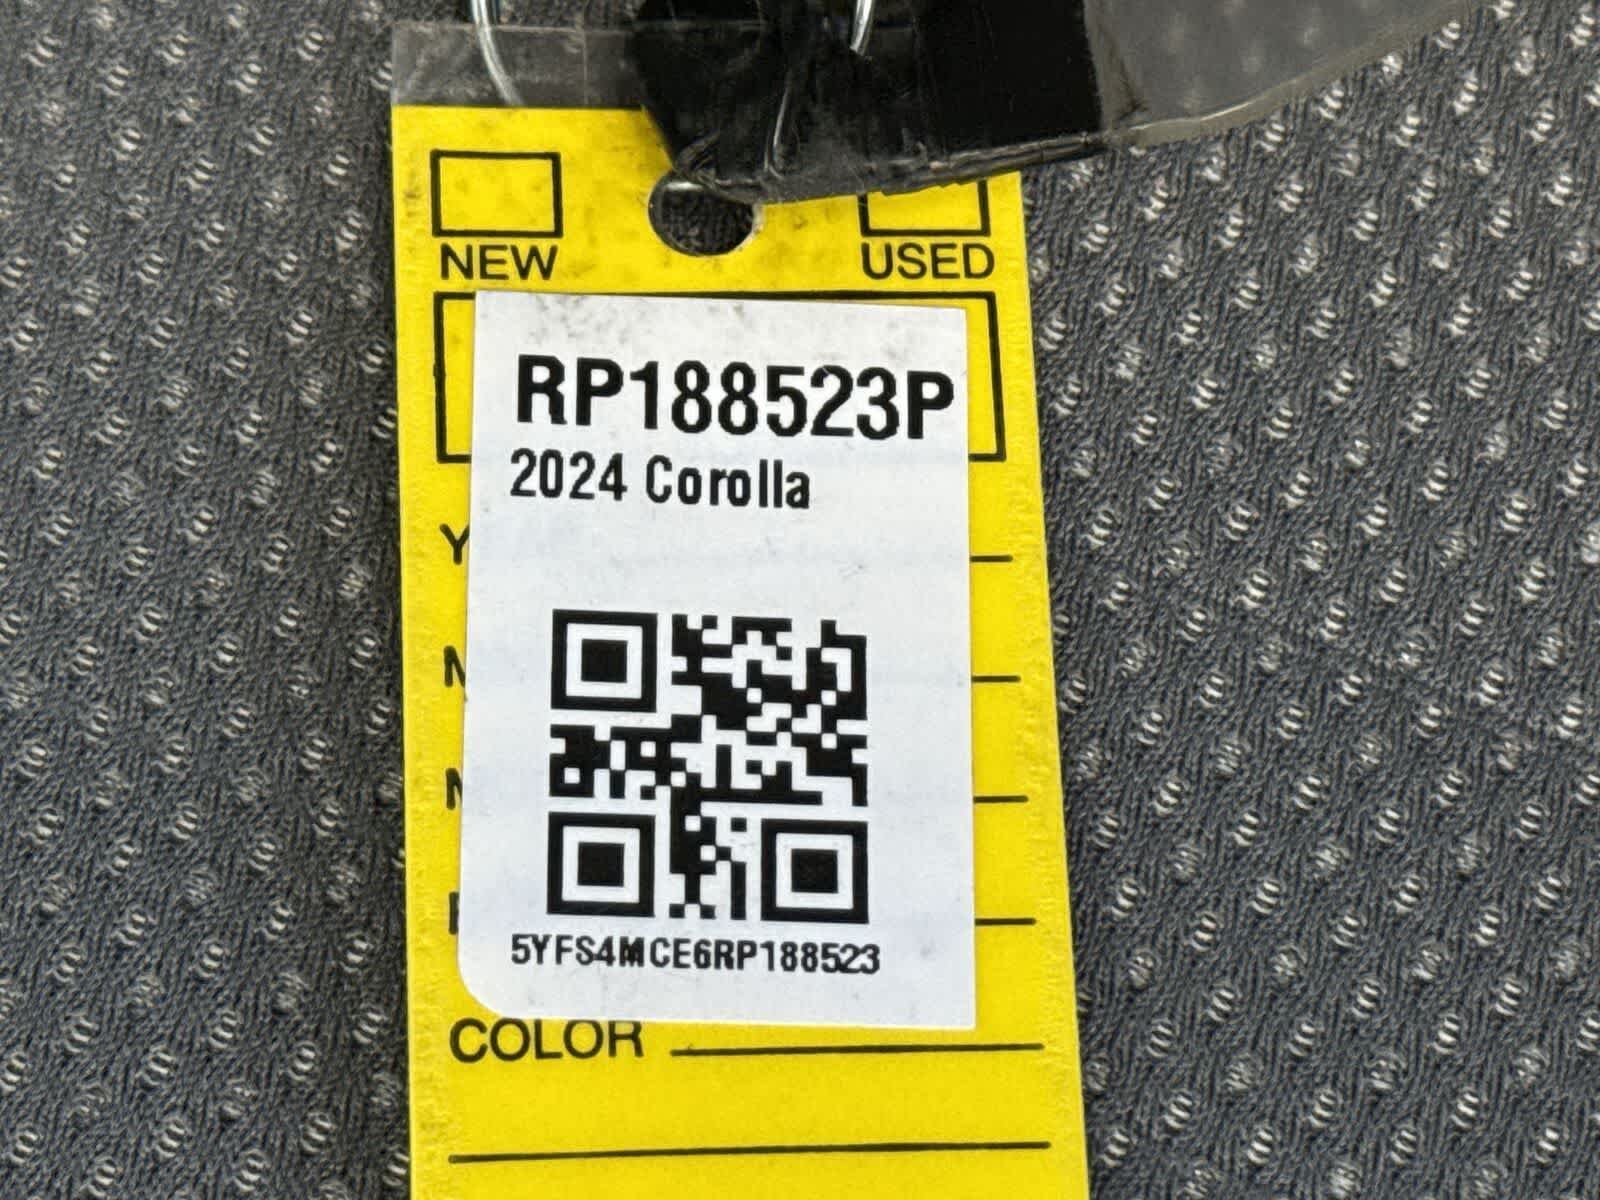 NEW USED
RP188523P
2024 Corolla
5YFS4MCE6RP188523
COLOR